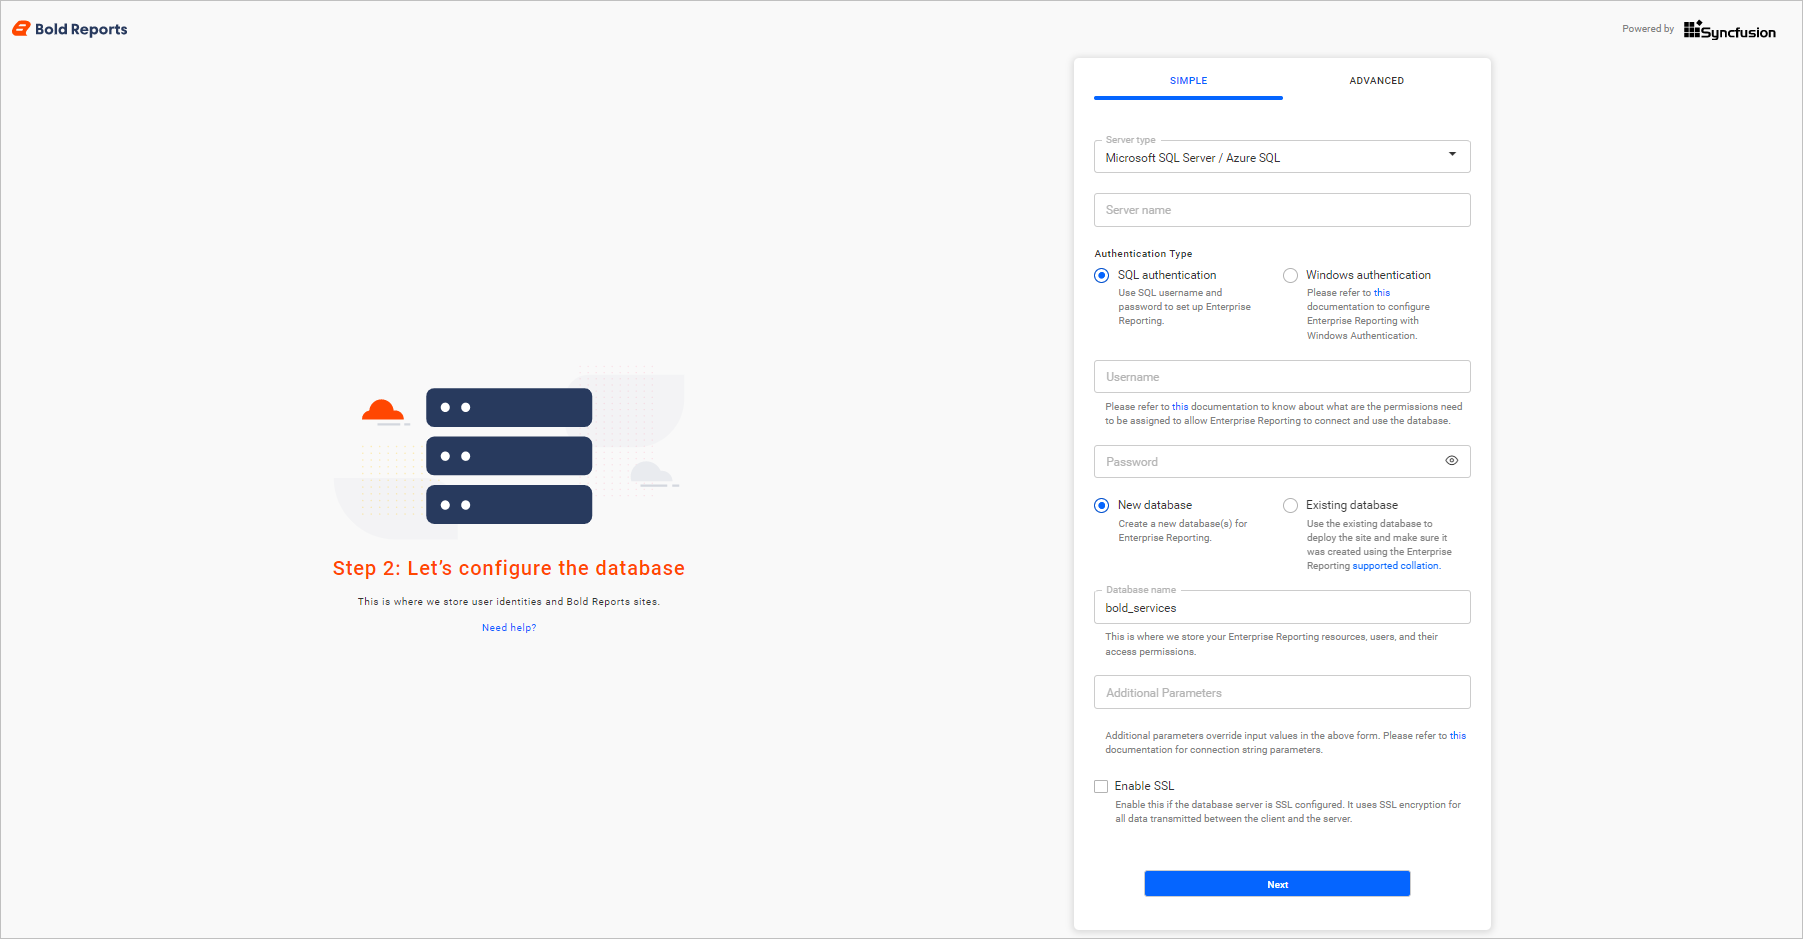 Bold Reports
Powered by Syncfusion
SIMPLE
ADVANCED
Server type
Microsoft SQL Server / Azure SQL
Server name
Authentication Type
SQL authentication
Use SQL username and
password to set up Enterprise
Reporting.
Windows authentication
Please refer to this
documentation to configure
Enterprise Reporting with
Windows Authentication.
Username
Please refer to this documentation to know about what are the permissions need
to be assigned to allow Enterprise Reporting to connect and use the database.
Password
New database
Create a new database(s) for
Enterprise Reporting.
Existing database
Use the existing database to
deploy the site and make sure it
was created using the Enterprise
Reporting supported collation.
Database name
bold_services
This is where we store your Enterprise Reporting resources, users, and their
access permissions.
Additional Parameters
Additional parameters override input values in the above form. Please refer to this
documentation for connection string parameters.
Enable SSL
Enable this if the database server is SSL configured. It uses SSL encryption for
all data transmitted between the client and the server.
Next
Step 2: Let’s configure the database
This is where we store user identities and Bold Reports sites.
Need help?